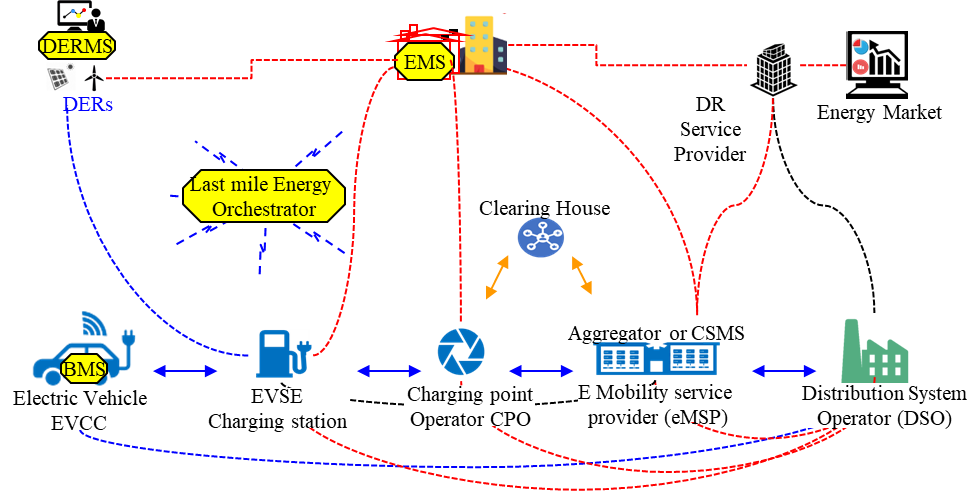 DERMS
EMS
DERs
DR
Service
Provider
Energy Market
Last mile Energy
Orchestrator
Clearing House
Aggregator or CSMS
BMS
Electric Vehicle
EVCC
EVSE
Charging station
Charging point
Operator CPO
E Mobility service
provider (eMSP)
Distribution System
Operator (DSO)